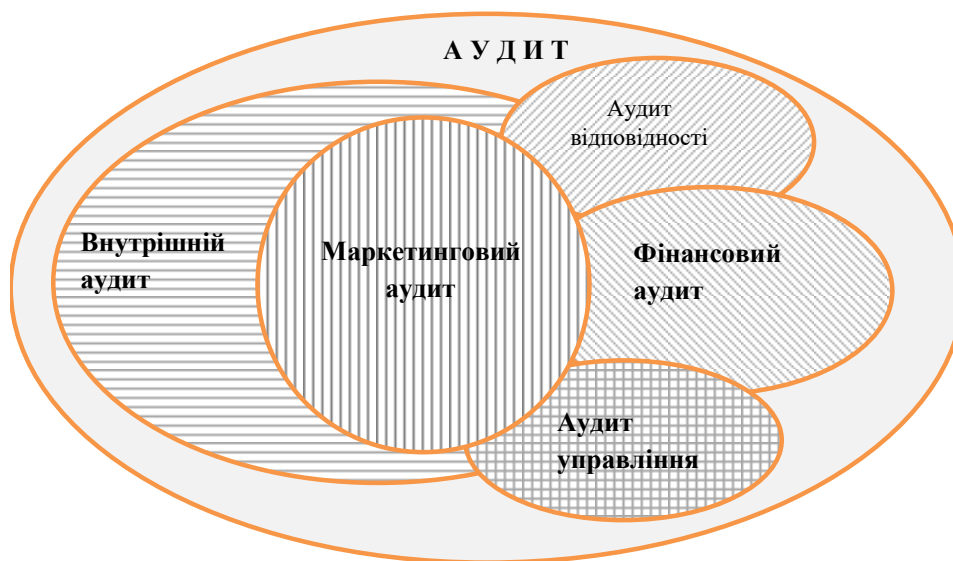 А У Д И Т
Аудит
відповідності
Внутрішній
аудит
Маркетинговий
аудит
Фінансовий
аудит
Аудит
управління